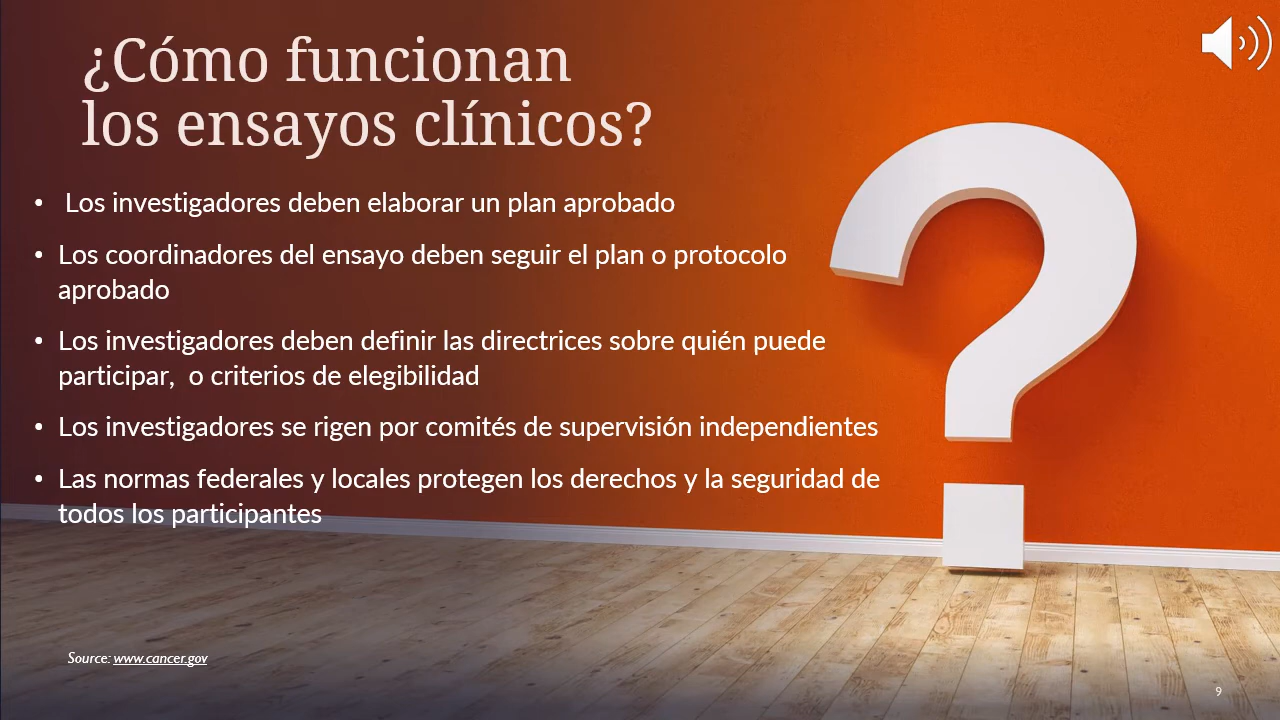 ¿Cómo funcionan
los ensayos clínicos?
• Los investigadores deben elaborar un plan aprobado
• Los coordinadores del ensayo deben seguir el plan o protocolo
aprobado
• Los investigadores deben definir las directrices sobre quién puede
participar,  o criterios de elegibilidad
• Los investigadores se rigen por comités de supervisión independientes
• Las normas federales y locales protegen los derechos y la seguridad de
todos los participantes
Source: www.cancer.gov
9